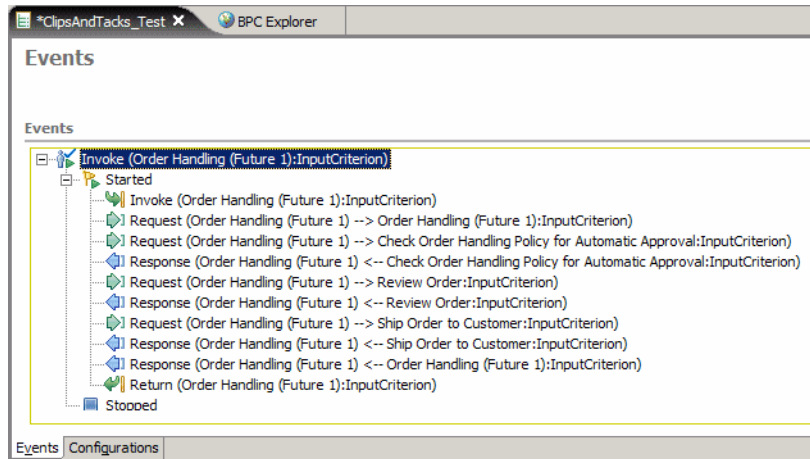 *ClipsAndTacks_Test X BPC Explorer
Events
Events
Invoke (Order Handling (Future 1):InputCriterion)
Started
Invoke (Order Handling (Future 1):InputCriterion)
Request (Order Handling (Future 1) --> Order Handling (Future 1):InputCriterion)
Request (Order Handling (Future 1) --> Check Order Handling Policy for Automatic Approval:InputCriterion)
Response (Order Handling (Future 1) <-- Check Order Handling Policy for Automatic Approval:InputCriterion)
Request (Order Handling (Future 1) --> Review Order:InputCriterion)
Response (Order Handling (Future 1) <-- Review Order:InputCriterion)
Request (Order Handling (Future 1) --> Ship Order to Customer:InputCriterion)
Response (Order Handling (Future 1) <-- Ship Order to Customer:InputCriterion)
Response (Order Handling (Future 1) <-- Order Handling (Future 1):InputCriterion)
Return (Order Handling (Future 1):InputCriterion)
Stopped
Events Configurations